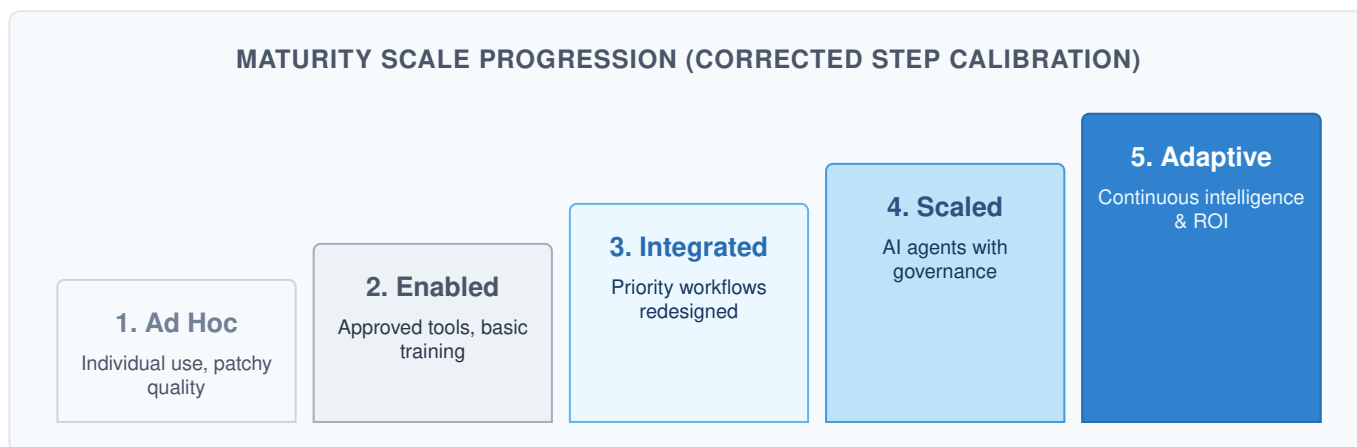 MATURITY SCALE PROGRESSION (CORRECTED STEP CALIBRATION)
1. Ad Hoc
Individual use, patchy
quality
2. Enabled
Approved tools, basic
training
3. Integrated
Priority workflows
redesigned
4. Scaled
AI agents with
governance
5. Adaptive
Continuous intelligence
& ROI